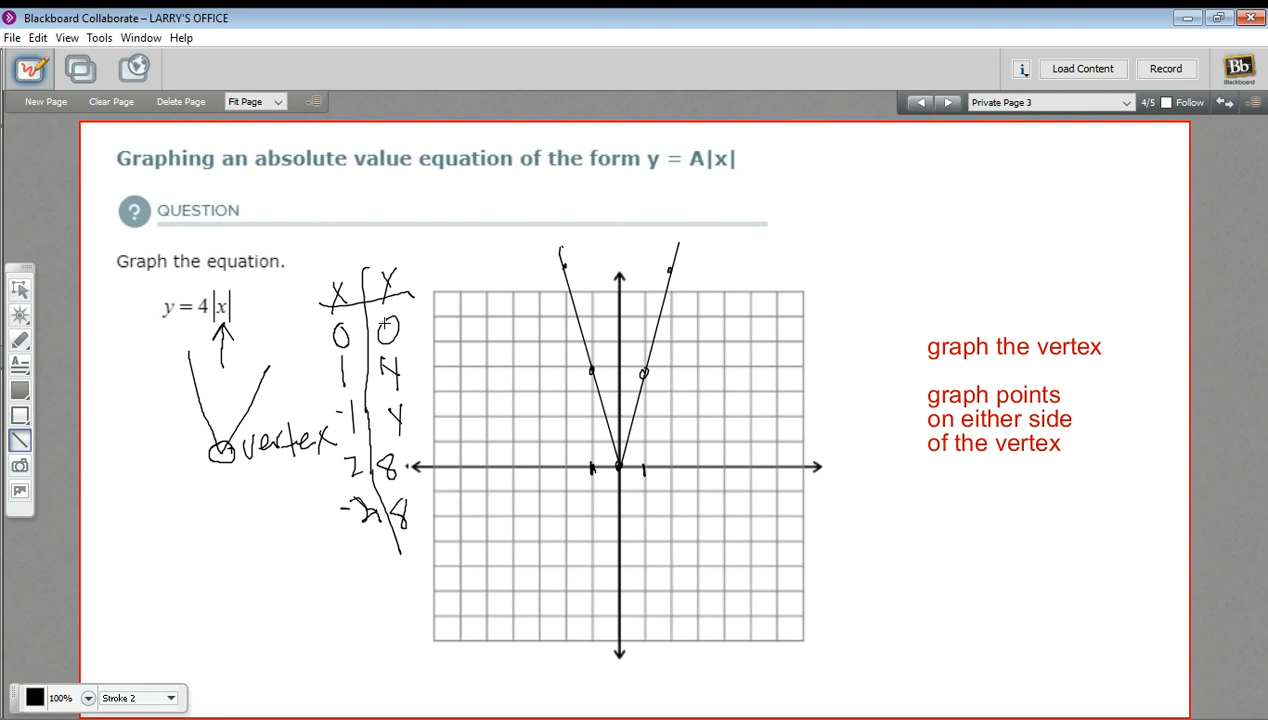 Blackboard Collaborate – LARRY'S OFFICE
File Edit View Tools Window Help
i Load Content Record Bb Blackboard
New Page Clear Page Delete Page Fit Page Private Page 3 4/5 Follow
Graphing an absolute value equation of the form y = A|x|
? QUESTION
Graph the equation.
y = 4|x|
x y
0 0
1 4
-1 4
2 8
-2 8
vertex
1
graph the vertex
graph points
on either side
of the vertex
100% Stroke 2